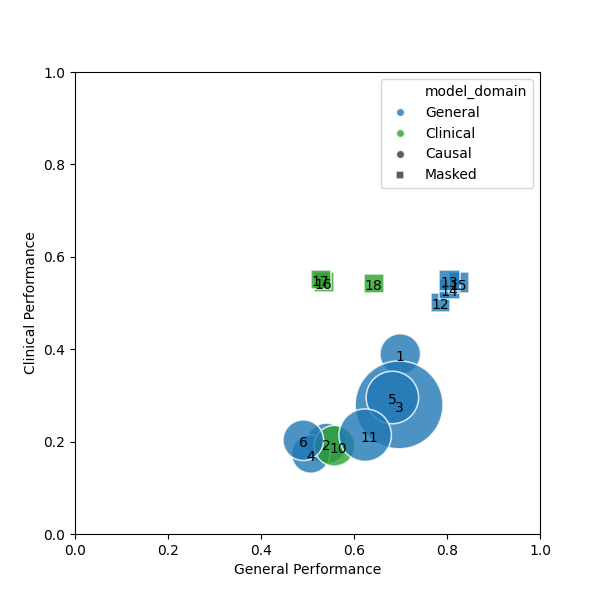 1.0
0.8
0.6
0.4
0.2
0.0
Clinical Performance
model_domain
General
Clinical
Causal
Masked
17
16
18
13
15
14
12
1
5
3
11
6
2
10
4
0.0 0.2 0.4 0.6 0.8 1.0
General Performance